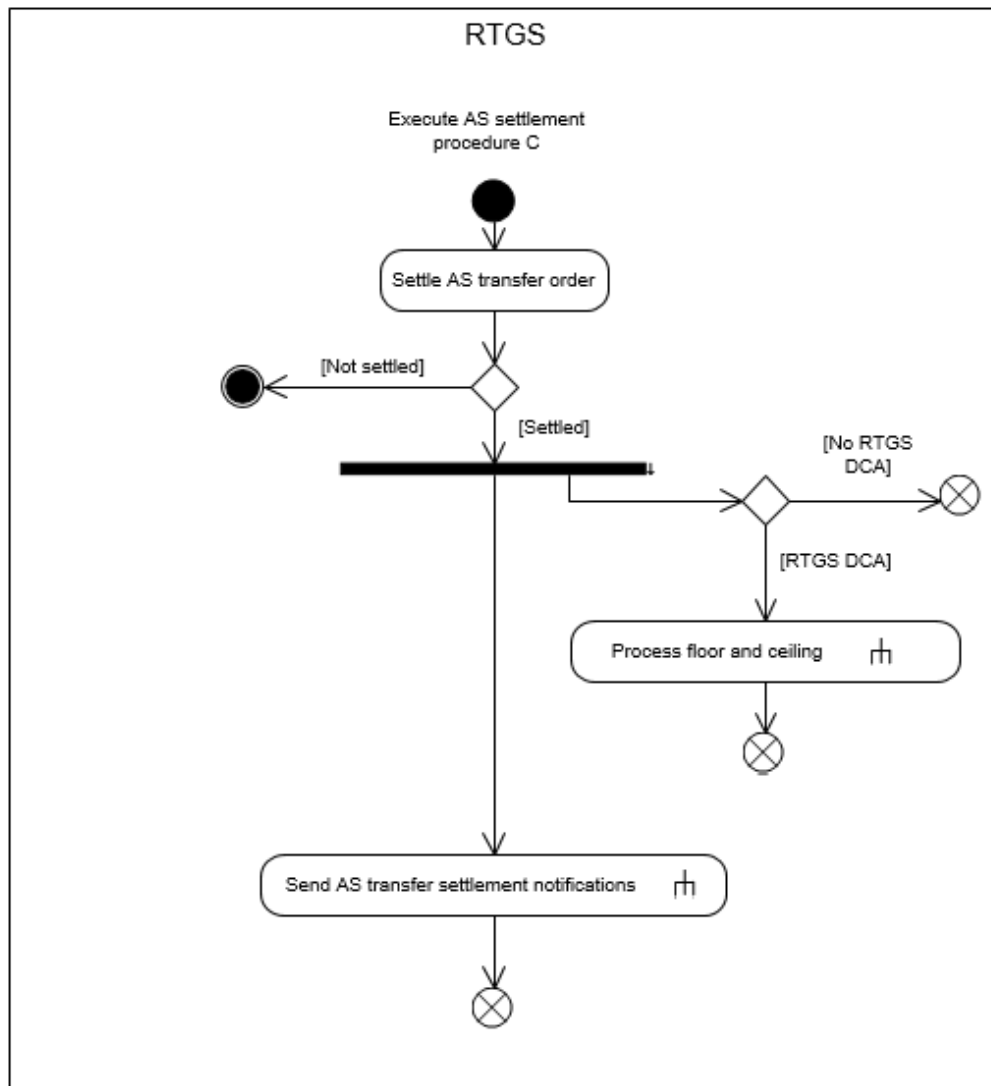 RTGS
Execute AS settlement
procedure C
Settle AS transfer order
[Not settled]
[Settled]
[No RTGS
DCA]
[RTGS DCA]
Process floor and ceiling
Send AS transfer settlement notifications